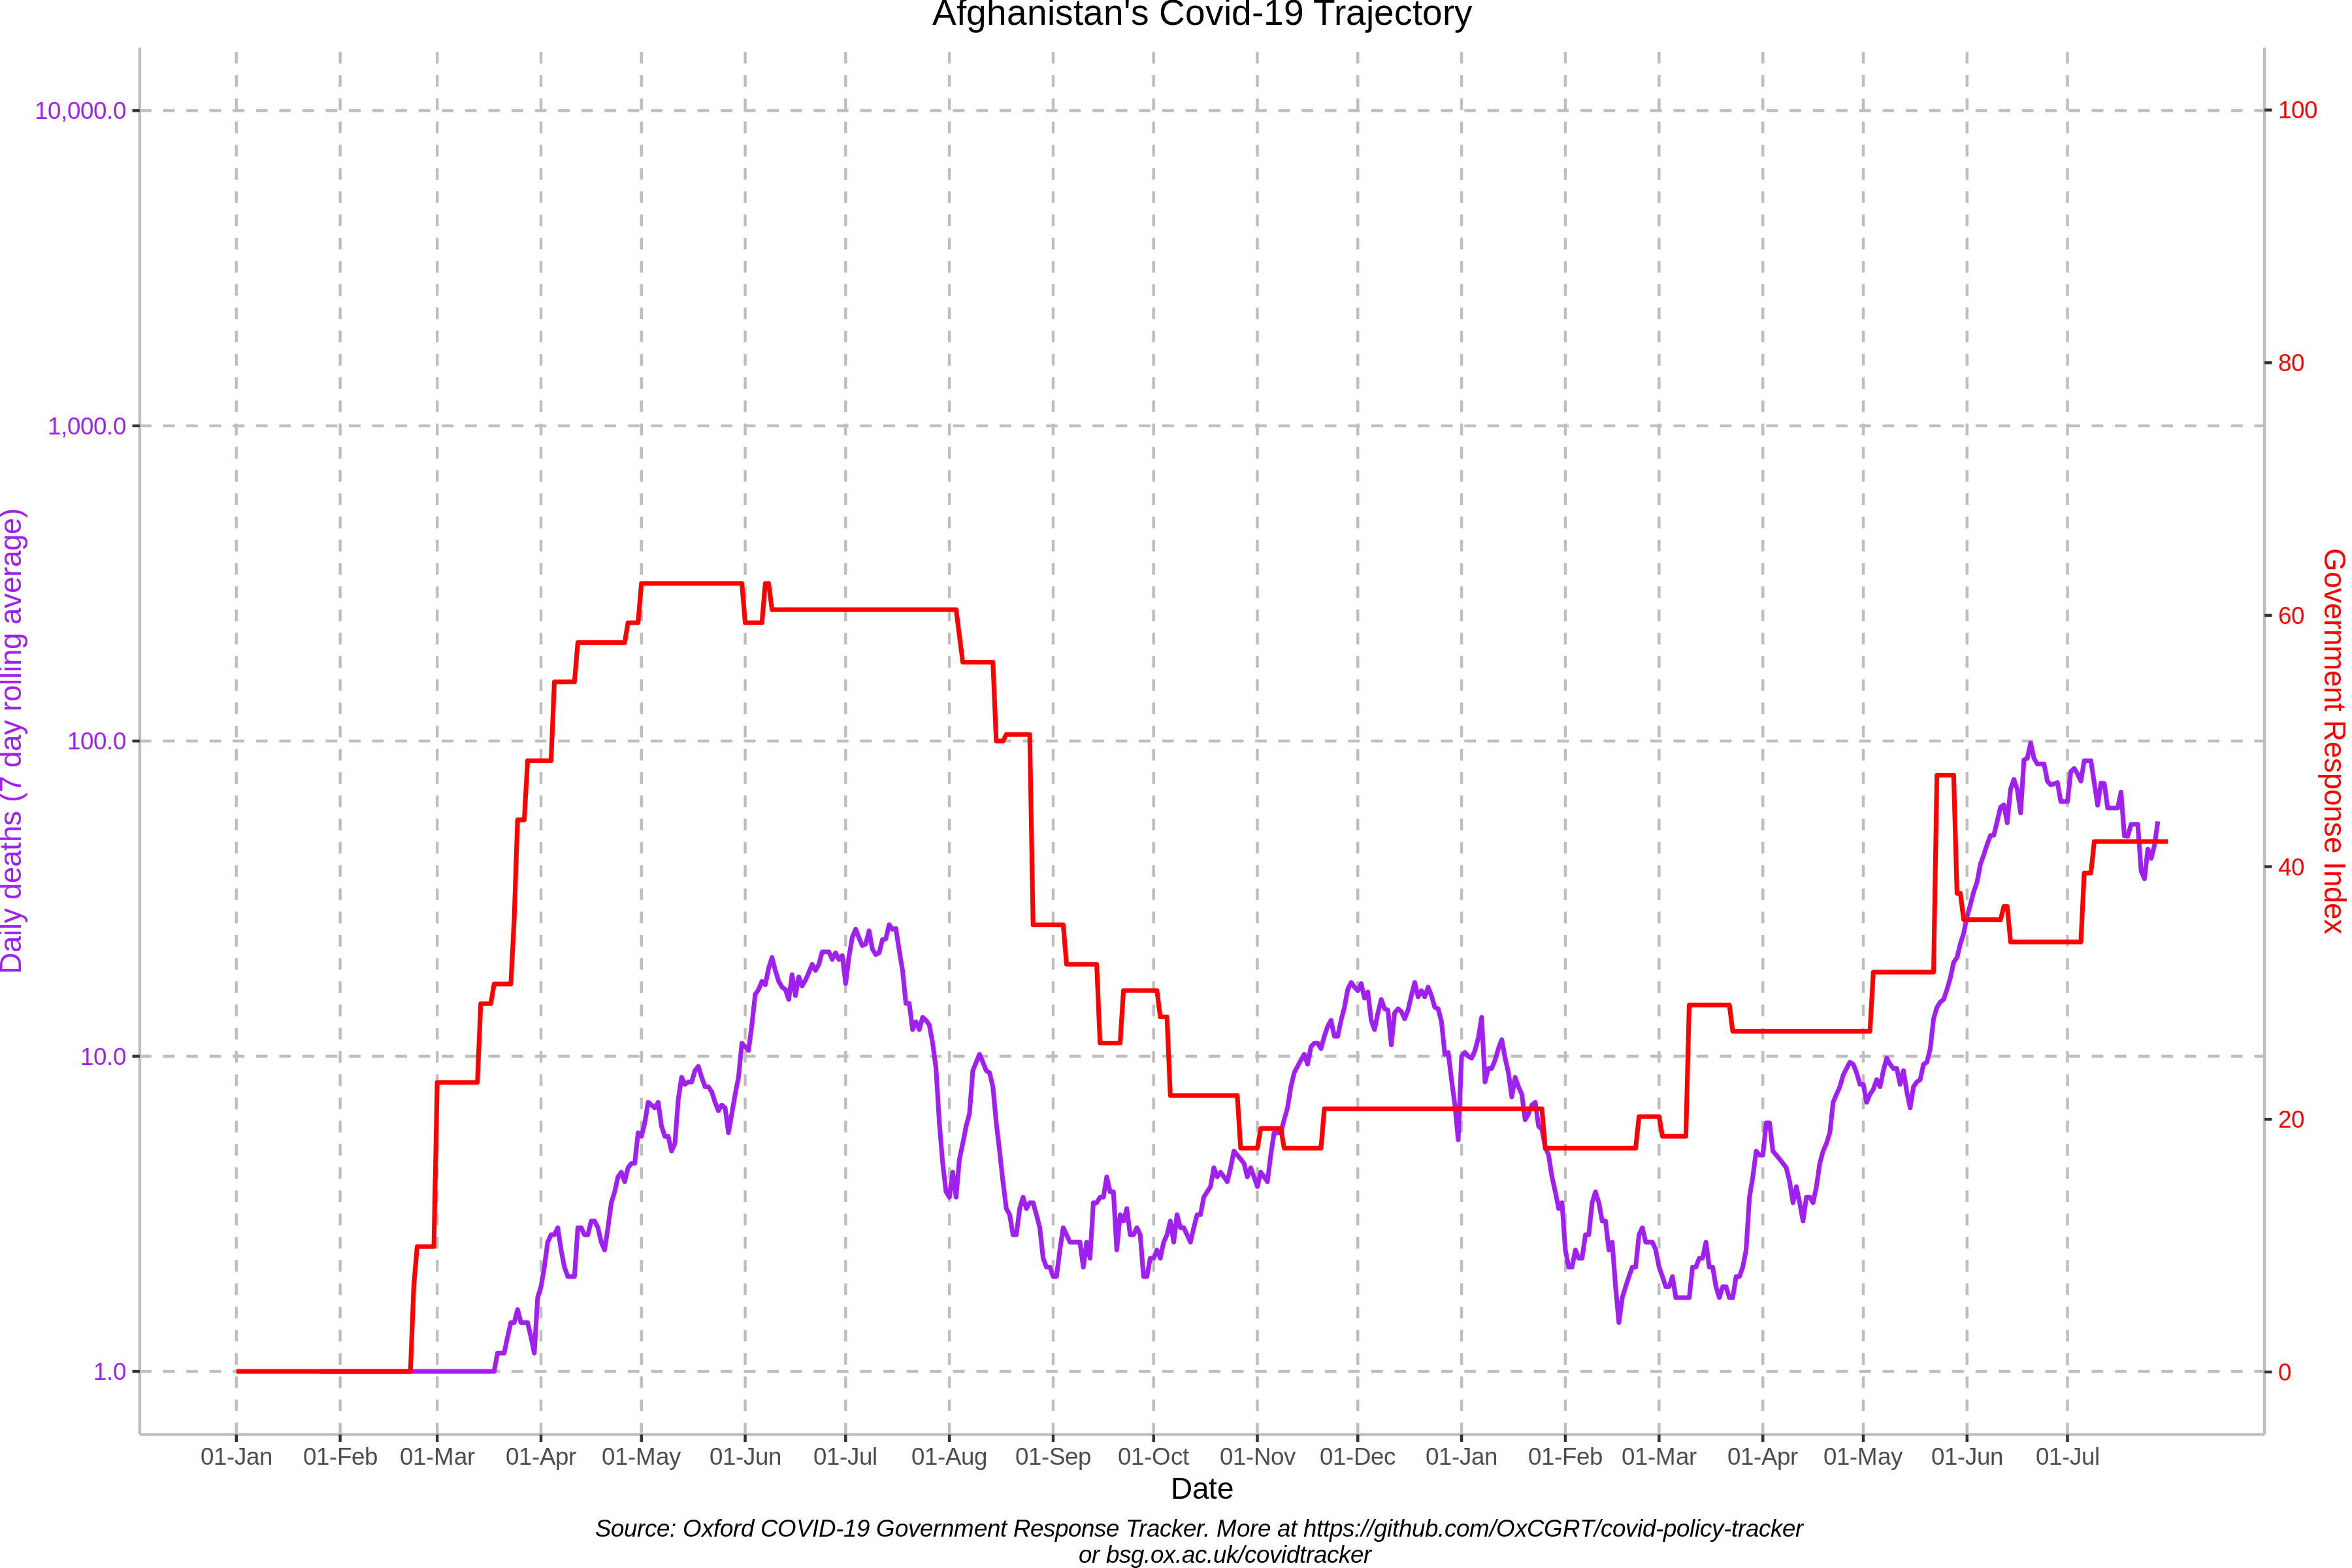 Afghanistan's Covid-19 Trajectory
10,000.0
1,000.0
100.0
10.0
1.0
Daily deaths (7 day rolling average)
100
80
60
40
20
0
Government Response Index
01-Jan 01-Feb 01-Mar 01-Apr 01-May 01-Jun 01-Jul 01-Aug 01-Sep 01-Oct 01-Nov 01-Dec 01-Jan 01-Feb 01-Mar 01-Apr 01-May 01-Jun 01-Jul
Date
Source: Oxford COVID-19 Government Response Tracker. More at https://github.com/OxCGRT/covid-policy-tracker
or bsg.ox.ac.uk/covidtracker